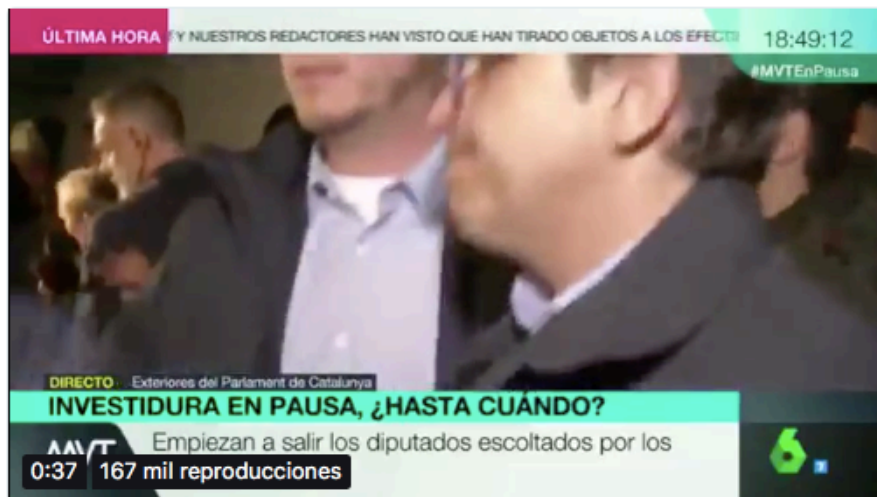 ÚLTIMA HORA
Y NUESTROS REDACTORES HAN VISTO QUE HAN TIRADO OBJETOS A LOS EFECTI
18:49:12
#MVTEnPausa
DIRECTO Exteriores del Parlament de Catalunya
INVESTIDURA EN PAUSA, ¿HASTA CUÁNDO?
MVT Empiezan a salir los diputados escoltados por los
0:37 167 mil reproducciones
6